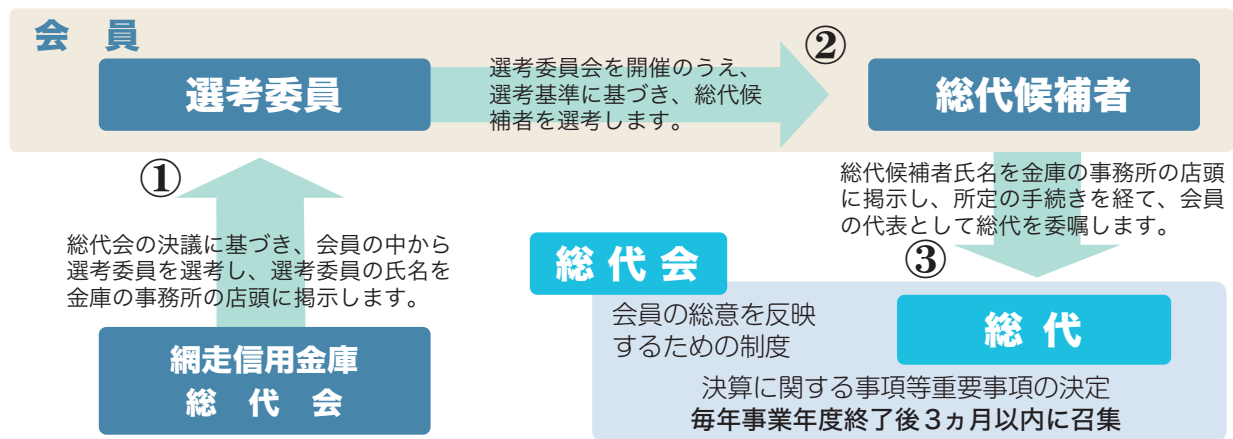 会 員
選考委員
選考委員会を開催のうえ、
選考基準に基づき、総代候
補者を選考します。
②
総代候補者
①
総代会の決議に基づき、会員の中から
選考委員を選考し、選考委員の氏名を
金庫の事務所の店頭に掲示します。
網走信用金庫
総 代 会
総代候補者氏名を金庫の事務所の店頭
に掲示し、所定の手続きを経て、会員
の代表として総代を委嘱します。
③
総 代 会
会員の総意を反映
するための制度
総 代
決算に関する事項等重要事項の決定
毎年事業年度終了後3ヵ月以内に召集